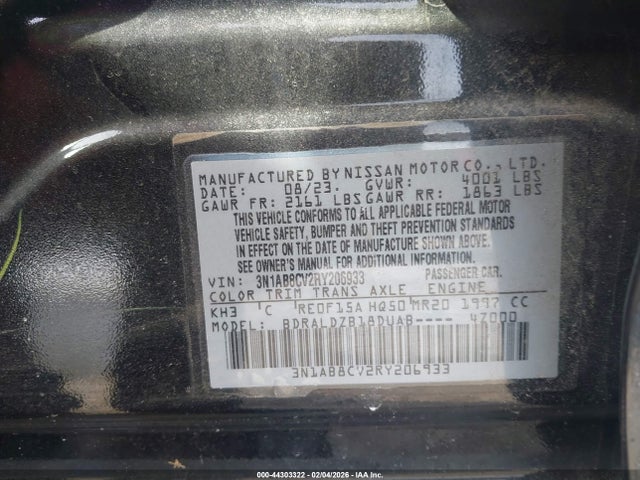 MANUFACTURED BY NISSAN MOTOR CO., LTD.
DATE: 08/23. GVWR: 4001 LBS
GAWR FR: 2161 LBS GAWR RR: 1863 LBS
THIS VEHICLE CONFORMS TO ALL APPLICABLE FEDERAL MOTOR
VEHICLE SAFETY, BUMPER AND THEFT PREVENTION STANDARDS
IN EFFECT ON THE DATE OF MANUFACTURE SHOWN ABOVE.
SEE OWNER'S MANUAL FOR ADDITIONAL INFORMATION.
VIN: 3N1AB8CV2RY206933 PASSENGER CAR.
COLOR TRIM TRANS AXLE ENGINE
KH3 C RE0F15A HQ50 MR20 1997 CC
MODEL: BDRALDZB18DUAB---- 4Z000
3N1AB8CV2RY206933
000-44303322 - 02/04/2026 - IAA Inc.